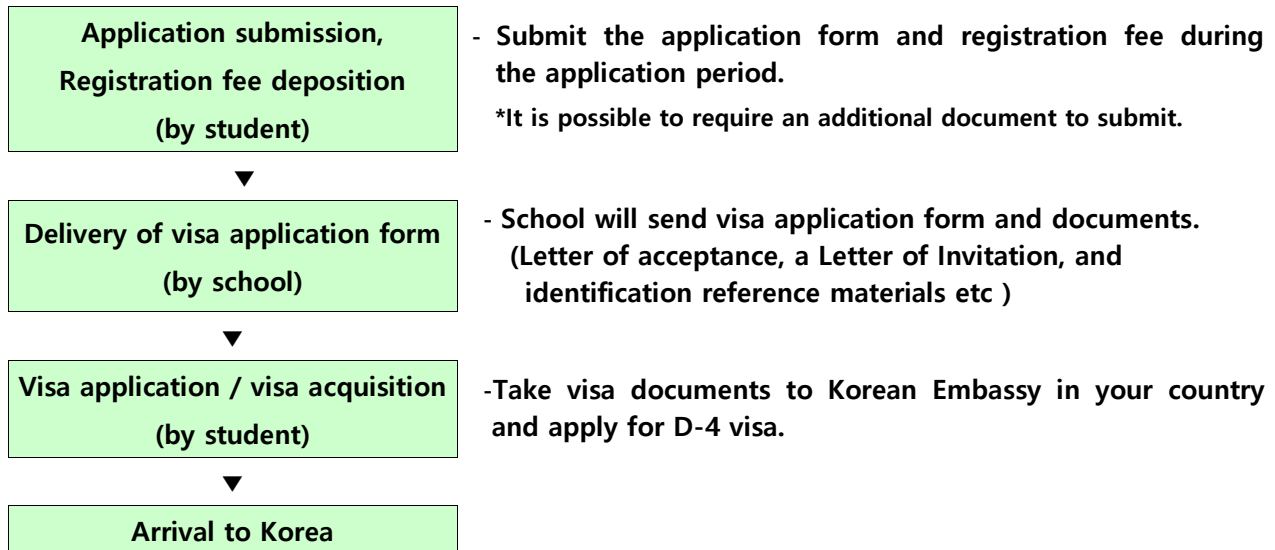 Application submission,
Registration fee deposition
(by student)
- Submit the application form and registration fee during
the application period.
*It is possible to require an additional document to submit.
▼
Delivery of visa application form
(by school)
- School will send visa application form and documents.
(Letter of acceptance, a Letter of Invitation, and
identification reference materials etc )
▼
Visa application / visa acquisition
(by student)
-Take visa documents to Korean Embassy in your country
and apply for D-4 visa.
▼
Arrival to Korea